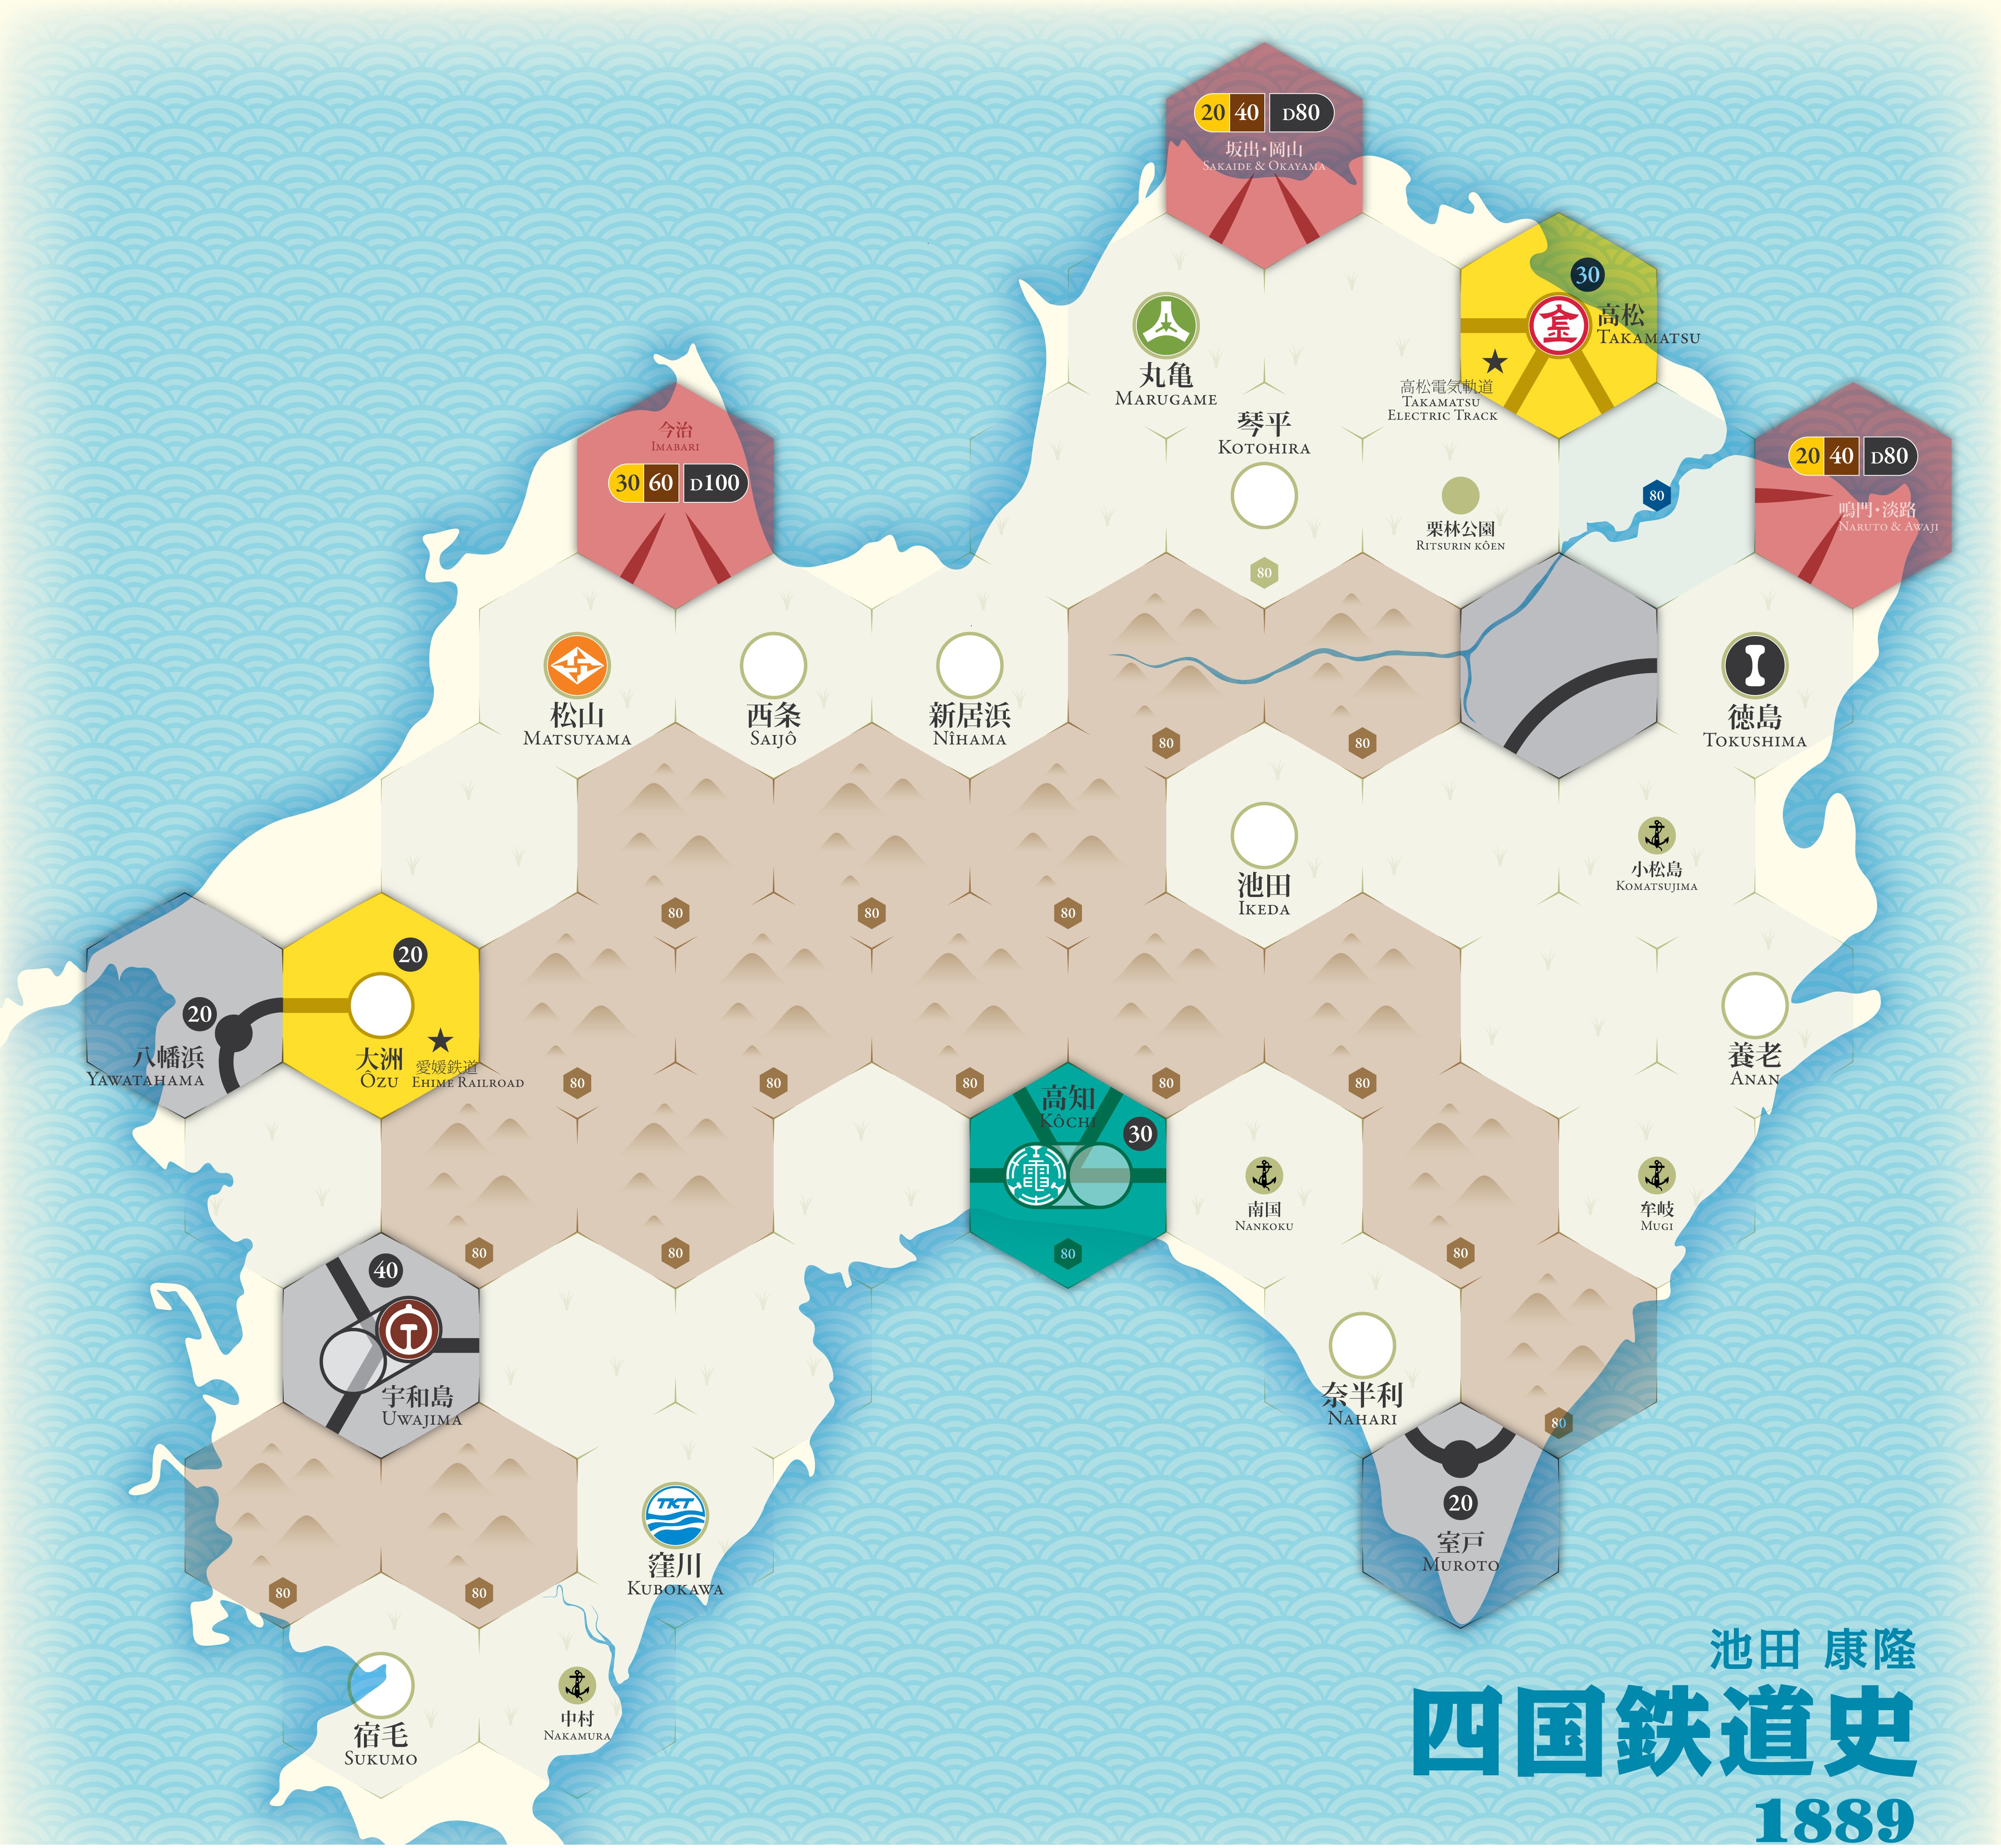 20 40 D80
坂出・岡山
SAKAIDE & OKAYAMA
30
金
高松
TAKAMATSU
丸亀
MARUGAME
高松電気軌道
TAKAMATSU
ELECTRIC TRACK
今治
IMABARI
30 60 D100
琴平
KOTOHIRA
80
栗林公園
RITSURIN KÔEN
80
20 40 D80
鳴門・淡路
NARUTO & AWAJI
松山
MATSUYAMA
西条
SAIJÔ
新居浜
NÎHAMA
80
80
徳島
TOKUSHIMA
80
80
80
池田
IKEDA
小松島
KOMATSUJIMA
20
八幡浜
YAWATAHAMA
20
大洲
ÔZU
愛媛鉄道
EHIME RAILROAD
80
80
80
80
80
養老
ANAN
高知
KÔCHI
30
電
80
南国
NANKOKU
80
牟岐
MUGI
80
80
40
宇和島
UWAJIMA
奈半利
NAHARI
80
80
80
TKT
窪川
KUBOKAWA
20
室戸
MUROTO
宿毛
SUKUMO
中村
NAKAMURA
池田 康隆
四国鉄道史
1889